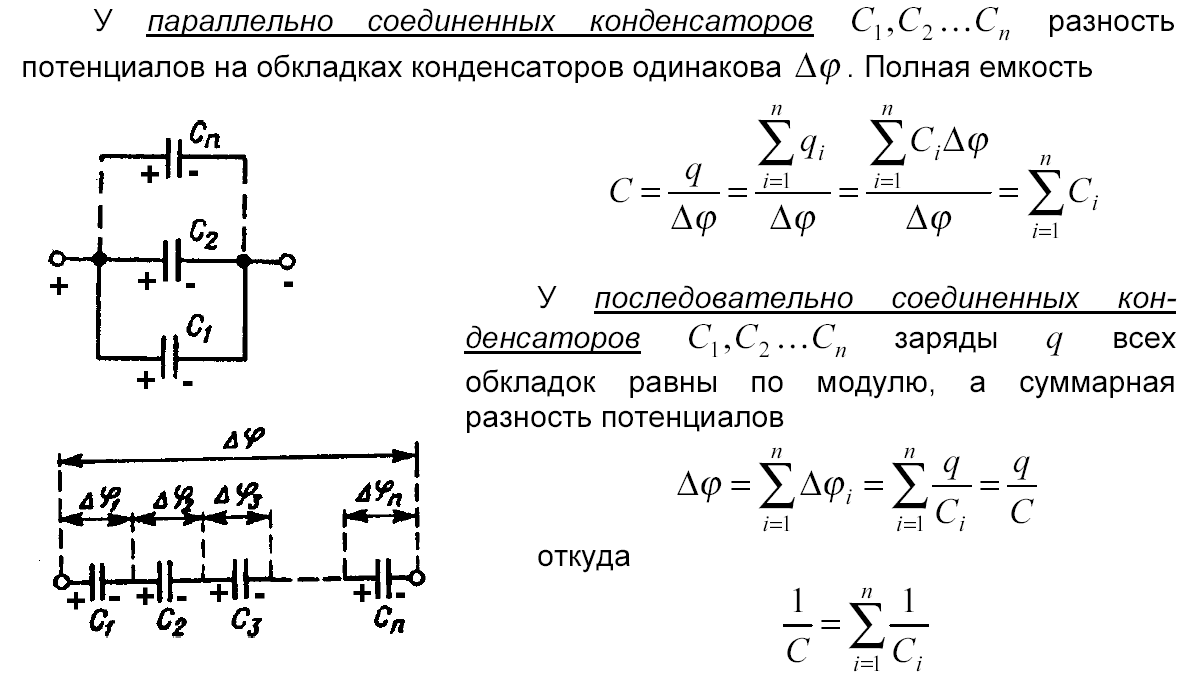 У параллельно соединенных конденсаторов C₁,C₂…Cₙ разность
потенциалов на обкладках конденсаторов одинакова Δφ. Полная емкость
Cₙ
+ -
C₂
+ + - -
C₁
+ -
C = q/Δφ = ∑ᵢ₌₁ⁿ qᵢ / Δφ = ∑ᵢ₌₁ⁿ CᵢΔφ / Δφ = ∑ᵢ₌₁ⁿ Cᵢ
У последовательно соединенных кон-
денсаторов C₁,C₂…Cₙ заряды q всех
обкладок равны по модулю, а суммарная
разность потенциалов
Δφ = ∑ᵢ₌₁ⁿ Δφᵢ = ∑ᵢ₌₁ⁿ q/Cᵢ = q/C
откуда
1/C = ∑ᵢ₌₁ⁿ 1/Cᵢ
Δφ
Δφ₁ Δφ₂ Δφ₃ Δφₙ
+ - + - + - + -
C₁ C₂ C₃ Cₙ